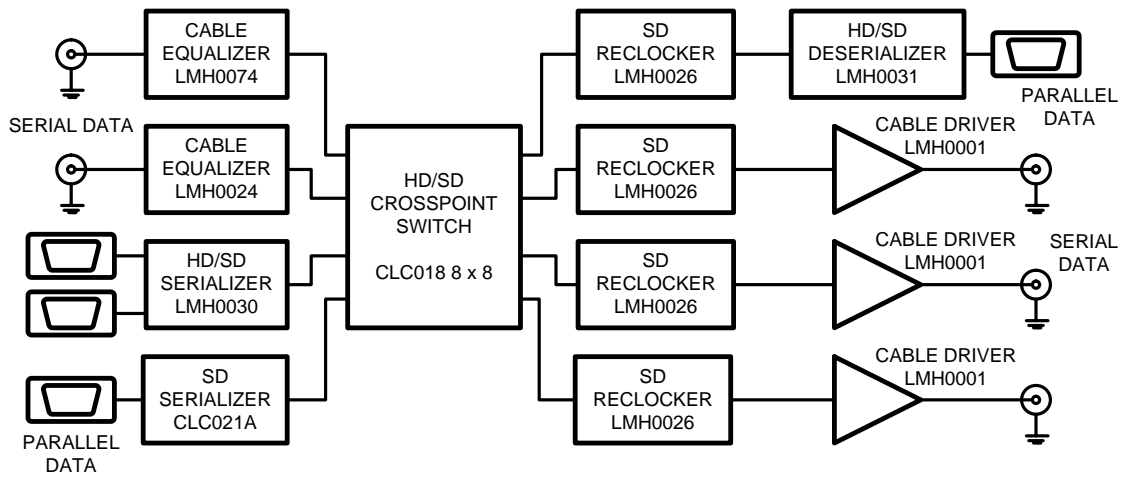 CABLE
EQUALIZER
LMH0074
SD
RECLOCKER
LMH0026
HD/SD
DESERIALIZER
LMH0031
PARALLEL
DATA
SERIAL DATA
CABLE
EQUALIZER
LMH0024
HD/SD
CROSSPOINT
SWITCH
CLC018 8 x 8
SD
RECLOCKER
LMH0026
CABLE DRIVER
LMH0001
HD/SD
SERIALIZER
LMH0030
SD
RECLOCKER
LMH0026
CABLE DRIVER
LMH0001
SERIAL
DATA
SD
SERIALIZER
CLC021A
SD
RECLOCKER
LMH0026
CABLE DRIVER
LMH0001
PARALLEL
DATA